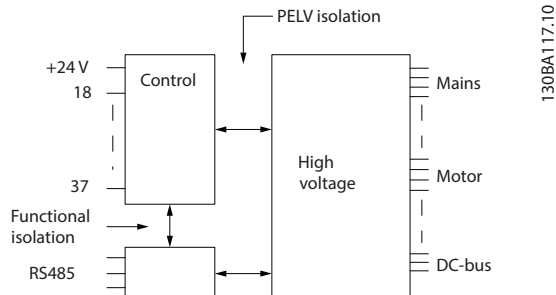 PELV isolation
+24 V
18
37
Control
High
voltage
Mains
Motor
DC-bus
Functional
isolation
RS485
130BA117.10